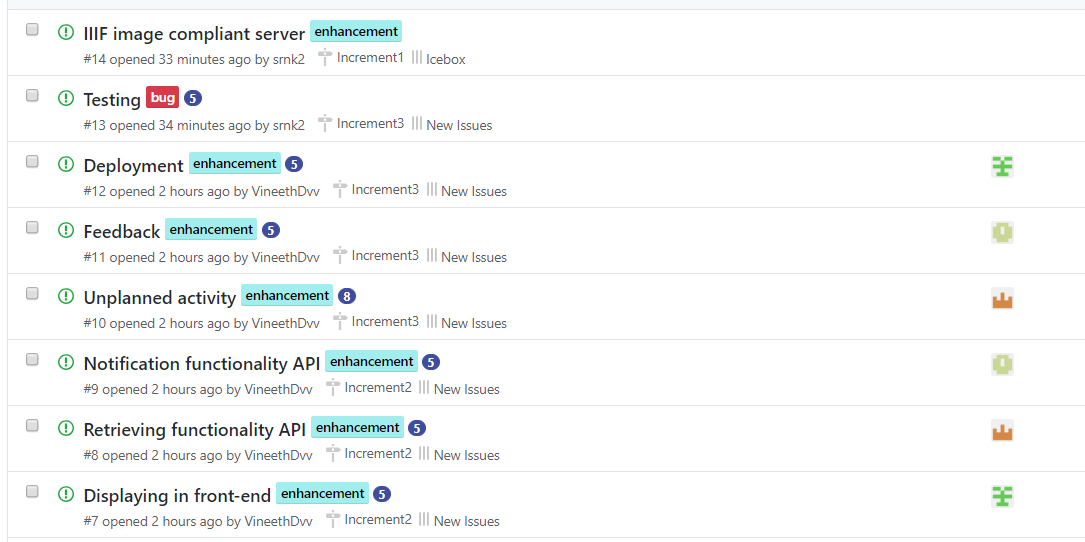 IIIF image compliant server enhancement
#14 opened 33 minutes ago by srnk2 Increment1 Icebox
Testing bug 5
#13 opened 34 minutes ago by srnk2 Increment3 New Issues
Deployment enhancement 5
#12 opened 2 hours ago by VineethDvv Increment3 New Issues
Feedback enhancement 5
#11 opened 2 hours ago by VineethDvv Increment3 New Issues
Unplanned activity enhancement 8
#10 opened 2 hours ago by VineethDvv Increment3 New Issues
Notification functionality API enhancement 5
#9 opened 2 hours ago by VineethDvv Increment2 New Issues
Retrieving functionality API enhancement 5
#8 opened 2 hours ago by VineethDvv Increment2 New Issues
Displaying in front-end enhancement 5
#7 opened 2 hours ago by VineethDvv Increment2 New Issues